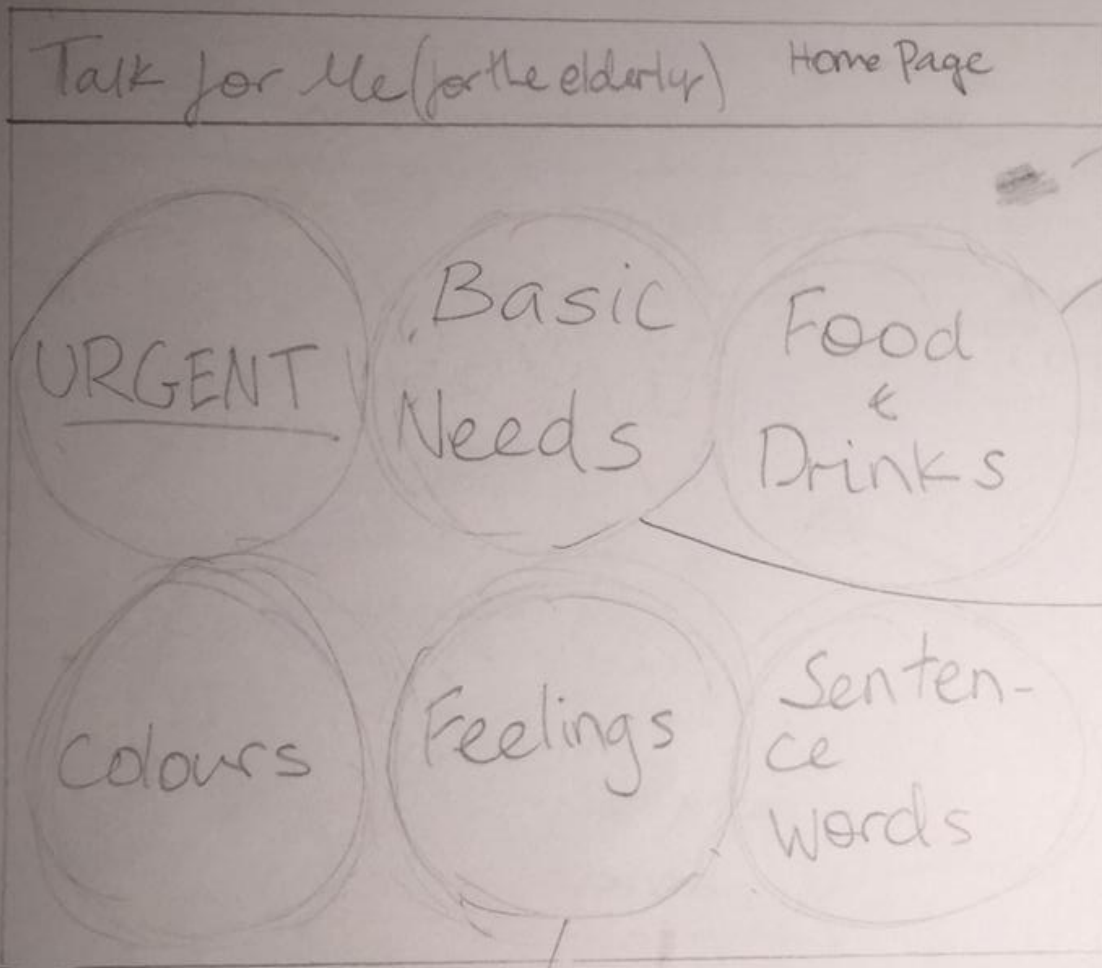 Talk for Me (for the elderly) Home Page
URGENT
Basic
Needs
Food
&
Drinks
Colours
Feelings
Senten-
ce
words